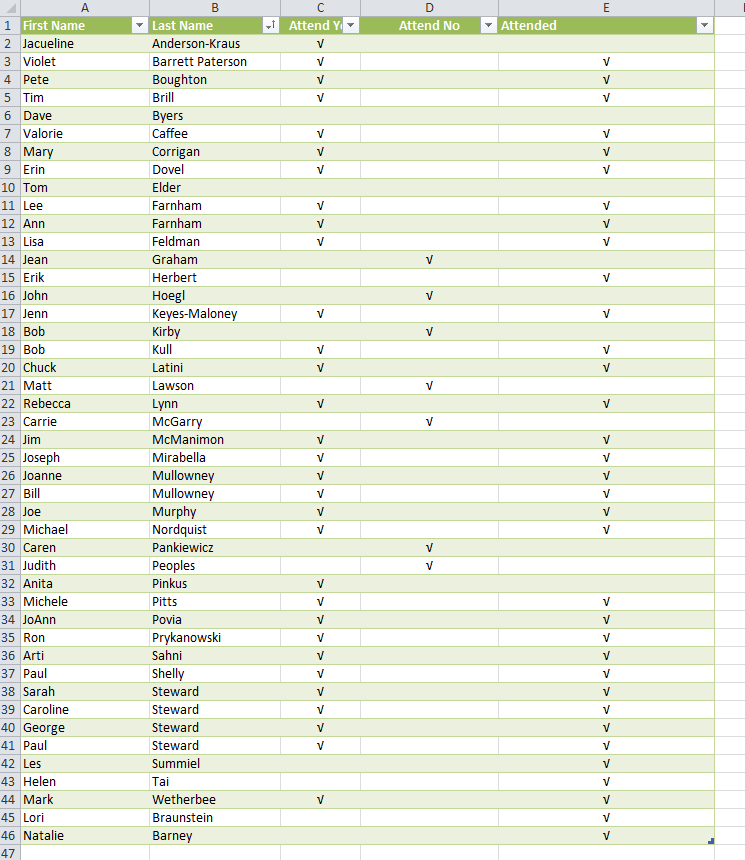 A B C D E
1 First Name Last Name Attend Attend No Attended
2 Jacueline Anderson-Kraus √
3 Violet Barrett Paterson √ √
4 Pete Boughton √ √
5 Tim Brill √ √
6 Dave Byers
7 Valorie Caffee √ √
8 Mary Corrigan √ √
9 Erin Dovel √ √
10 Tom Elder
11 Lee Farnham √ √
12 Ann Farnham √ √
13 Lisa Feldman √ √
14 Jean Graham √
15 Erik Herbert √
16 John Hoegl √
17 Jenn Keyes-Maloney √ √
18 Bob Kirby √
19 Bob Kull √ √
20 Chuck Latini √ √
21 Matt Lawson √
22 Rebecca Lynn √ √
23 Carrie McGarry √
24 Jim McManimon √ √
25 Joseph Mirabella √ √
26 Joanne Mullowney √ √
27 Bill Mullowney √ √
28 Joe Murphy √ √
29 Michael Nordquist √ √
30 Caren Pankiewicz √
31 Judith Peoples √
32 Anita Pinkus √
33 Michele Pitts √ √
34 JoAnn Povia √ √
35 Ron Prykanowski √ √
36 Arti Sahni √ √
37 Paul Shelly √ √
38 Sarah Steward √ √
39 Caroline Steward √ √
40 George Steward √ √
41 Paul Steward √ √
42 Les Summiel √
43 Helen Tai √
44 Mark Wetherbee √ √
45 Lori Braunstein √
46 Natalie Barney √
47